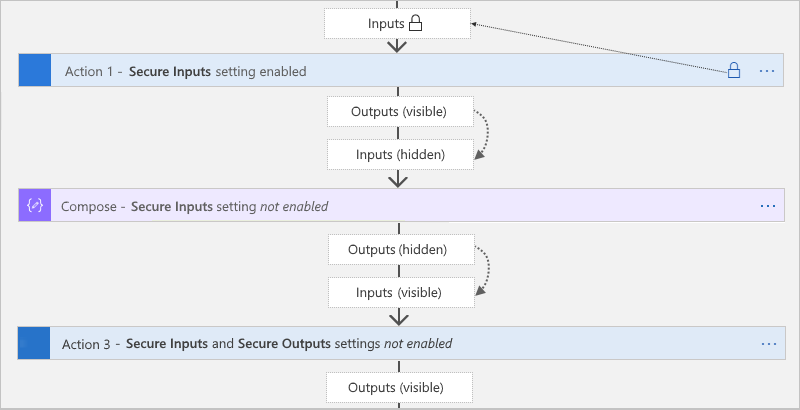 Inputs
Action 1 - Secure Inputs setting enabled
Outputs (visible)
Inputs (hidden)
Compose - Secure Inputs setting not enabled
Outputs (hidden)
Inputs (visible)
Action 3 - Secure Inputs and Secure Outputs settings not enabled
Outputs (visible)